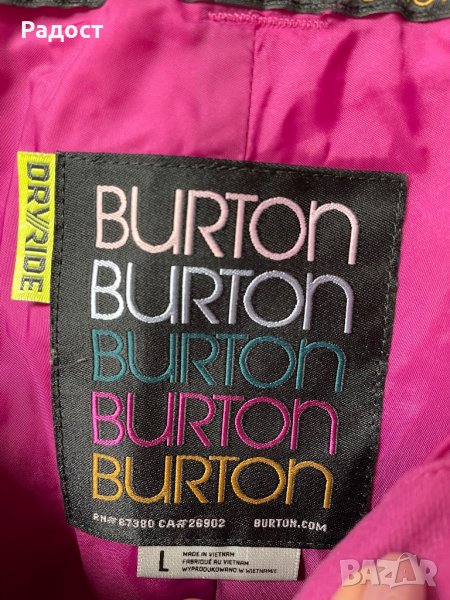 Радост
DRY/RIDE
BURTON
BURTON
BURTON
BURTON
BURTON
RN# 67380 CA# 26902 BURTON.COM
L
MADE IN VIETNAM
FABRIQUÉ AU VIETNAM
WYPRODUKOWANO W WIETNAMIE
BAZAR